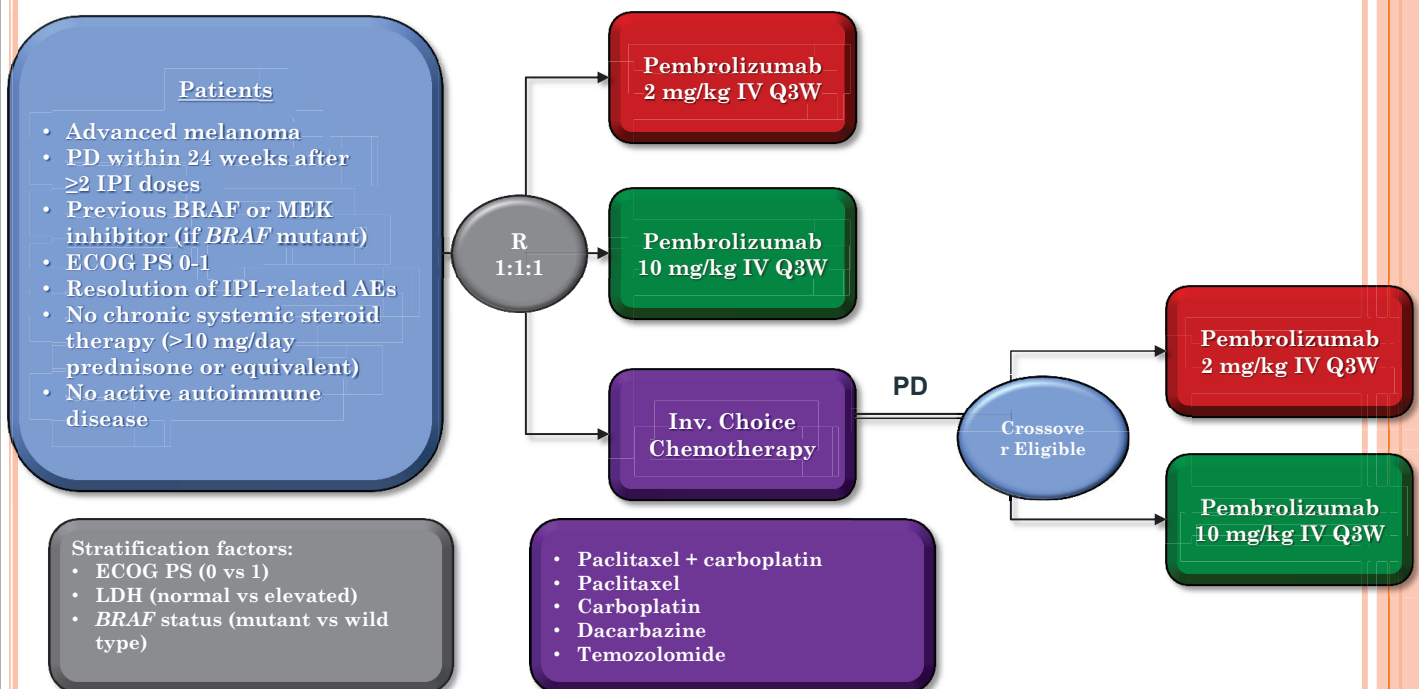 Patients
• Advanced melanoma
• PD within 24 weeks after
≥2 IPI doses
• Previous BRAF or MEK
inhibitor (if BRAF mutant)
• ECOG PS 0-1
• Resolution of IPI-related AEs
• No chronic systemic steroid
therapy (>10 mg/day
prednisone or equivalent)
• No active autoimmune
disease
R
1:1:1
Pembrolizumab
2 mg/kg IV Q3W
Pembrolizumab
10 mg/kg IV Q3W
Inv. Choice
Chemotherapy
PD
Crossove
r Eligible
Pembrolizumab
2 mg/kg IV Q3W
Pembrolizumab
10 mg/kg IV Q3W
Stratification factors:
• ECOG PS (0 vs 1)
• LDH (normal vs elevated)
• BRAF status (mutant vs wild
type)
• Paclitaxel + carboplatin
• Paclitaxel
• Carboplatin
• Dacarbazine
• Temozolomide